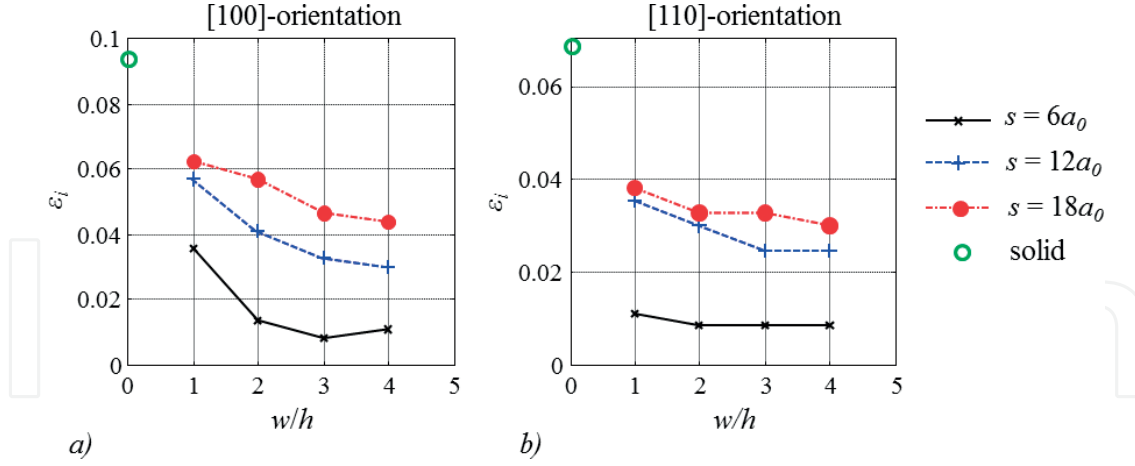 [100]-orientation
0.1
0.08
0.06
0.04
0.02
0
εi
0 1 2 3 4 5
w/h
a)
[110]-orientation
0.06
0.04
0.02
0
εi
0 1 2 3 4 5
w/h
b)
s = 6a0
s = 12a0
s = 18a0
solid